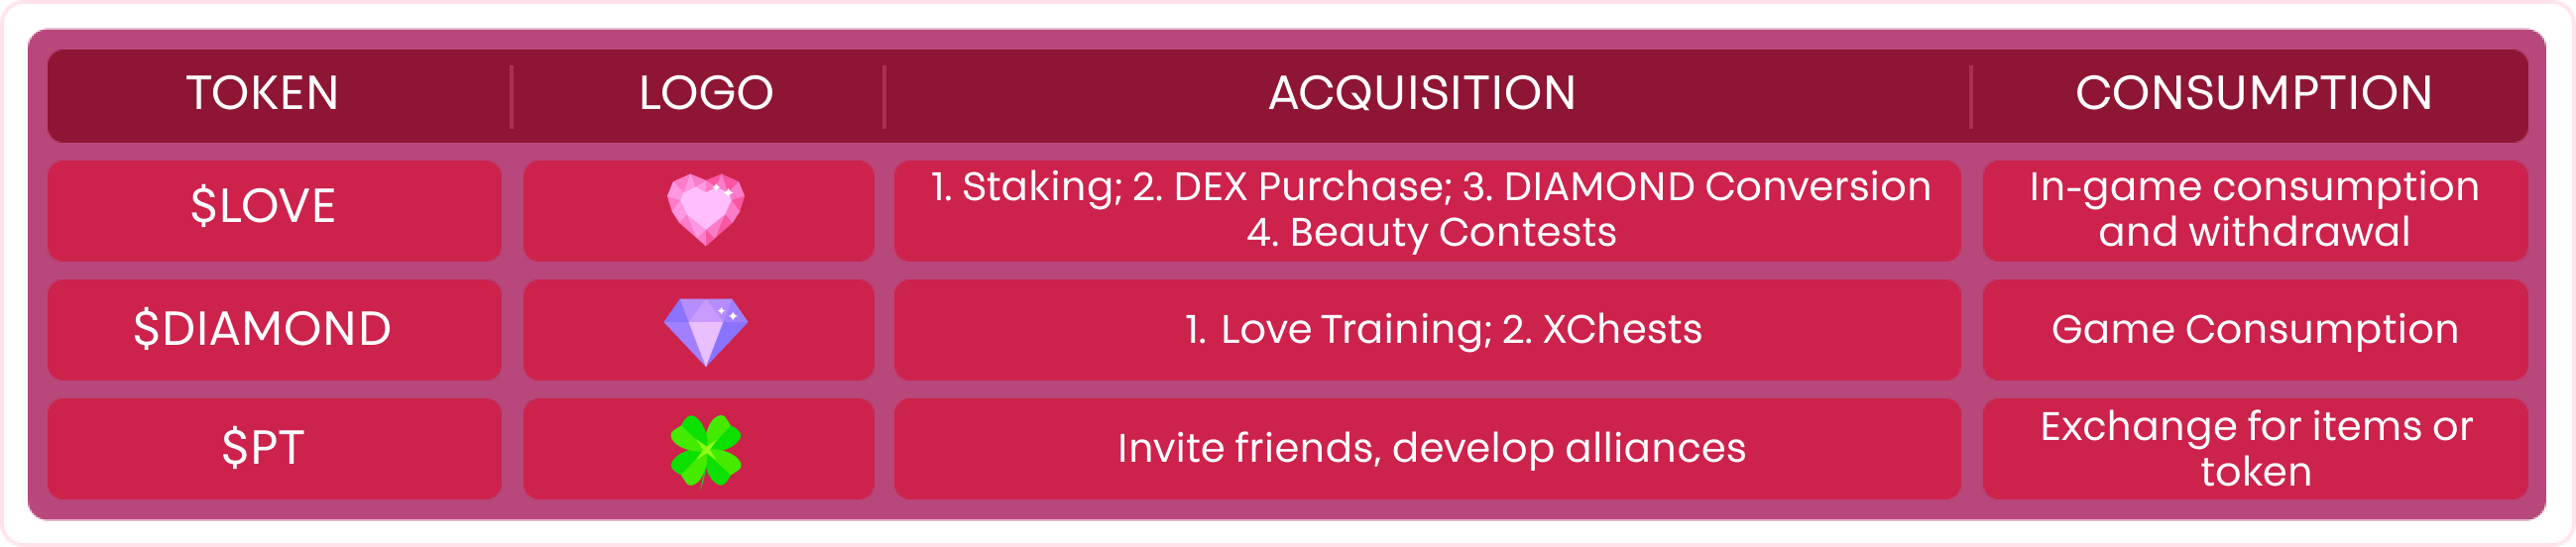 TOKEN LOGO ACQUISITION CONSUMPTION
$LOVE
1. Staking; 2. DEX Purchase; 3. DIAMOND Conversion
4. Beauty Contests
In-game consumption
and withdrawal
$DIAMOND
1. Love Training; 2. XChests
Game Consumption
$PT
Invite friends, develop alliances
Exchange for items or
token